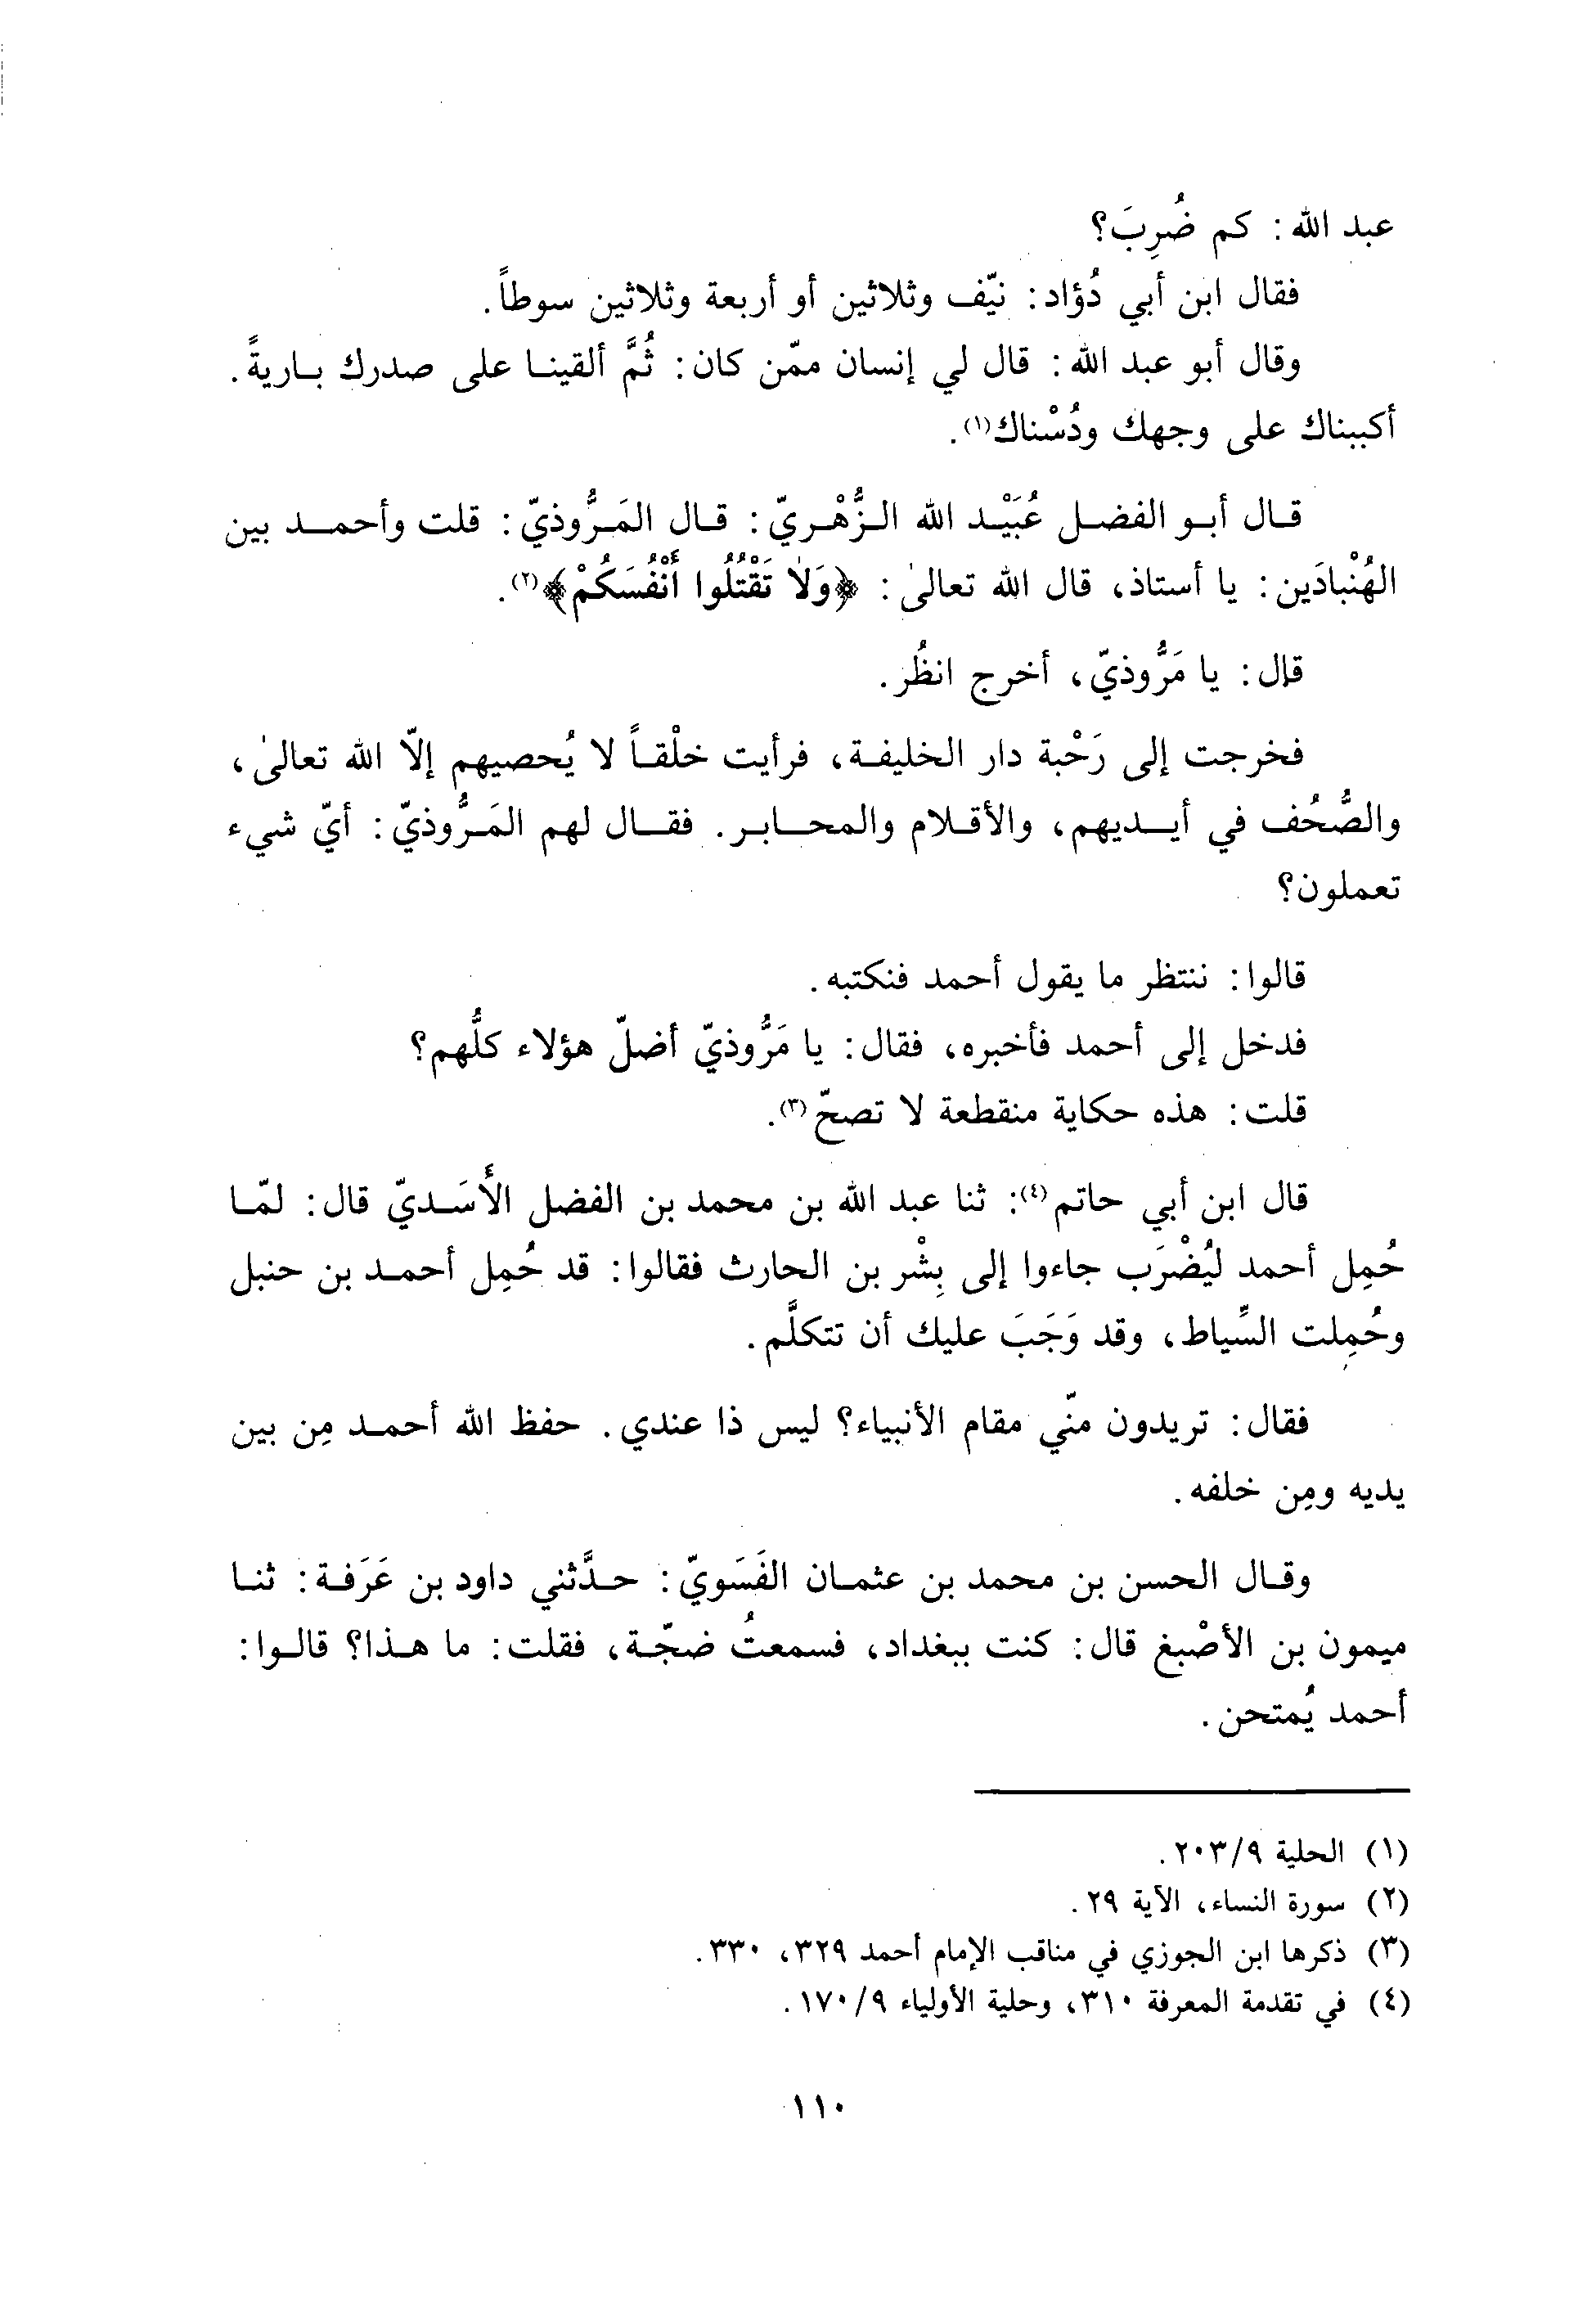 عبد الله: كم ضُرِبَ؟
فقال ابن أبي دُؤاد: نيّف وثلاثين أو أربعة وثلاثين سوطاً.
وقال أبو عبد الله: قال لي إنسان ممّن كان: ثُمَّ ألقينا على صدرك باريةً.
أكببناك على وجهك ودُسْناك(١).
قال أبو الفضل عُبَيْد الله الزُّهْريّ: قال المَرُّوذيّ: قلت وأحمد بين
الهُنْبادَين: يا أستاذ، قال الله تعالىٰ: ﴿وَلاٰ تَقْتُلُوا أَنْفُسَكُمْ﴾(٢).
قال: يا مَرُّوذيّ، أخرج انظُر.
فخرجت إلى رَحْبة دار الخليفة، فرأيت خلْقاً لا يُحصيهم إلاّ الله تعالىٰ،
والصُّحُف في أيديهم، والأقلام والمحابر. فقال لهم المَرُّوذيّ: أيّ شيء
تعملون؟
قالوا: ننتظر ما يقول أحمد فنكتبه.
فدخل إلى أحمد فأخبره، فقال: يا مَرُّوذيّ أضلّ هؤلاء كلُّهم؟
قلت: هذه حكاية منقطعة لا تصحّ(٣).
قال ابن أبي حاتم(٤): ثنا عبد الله بن محمد بن الفضل الأَسَديّ قال: لمّا
حُمِل أحمد ليُضْرَب جاءوا إلى بِشْر بن الحارث فقالوا: قد حُمِل أحمد بن حنبل
وحُمِلت السِّياط، وقد وَجَبَ عليك أن تتكلَّم.
فقال: تريدون منّي مقام الأنبياء؟ ليس ذا عندي. حفظ الله أحمد مِن بين
يديه ومِن خلفه.
وقال الحسن بن محمد بن عثمان الفَسَويّ: حدَّثني داود بن عَرَفة: ثنا
ميمون بن الأصْبغ قال: كنت ببغداد، فسمعتُ ضجّة، فقلت: ما هذا؟ قالوا:
أحمد يُمتحن.
(١) الحلية ٢٠٣/٩.
(٢) سورة النساء، الآية ٢٩.
(٣) ذكرها ابن الجوزي في مناقب الإمام أحمد ٣٢٩، ٣٣٠.
(٤) في تقدمة المعرفة ٣١٠، وحلية الأولياء ١٧٠/٩.
١١٠